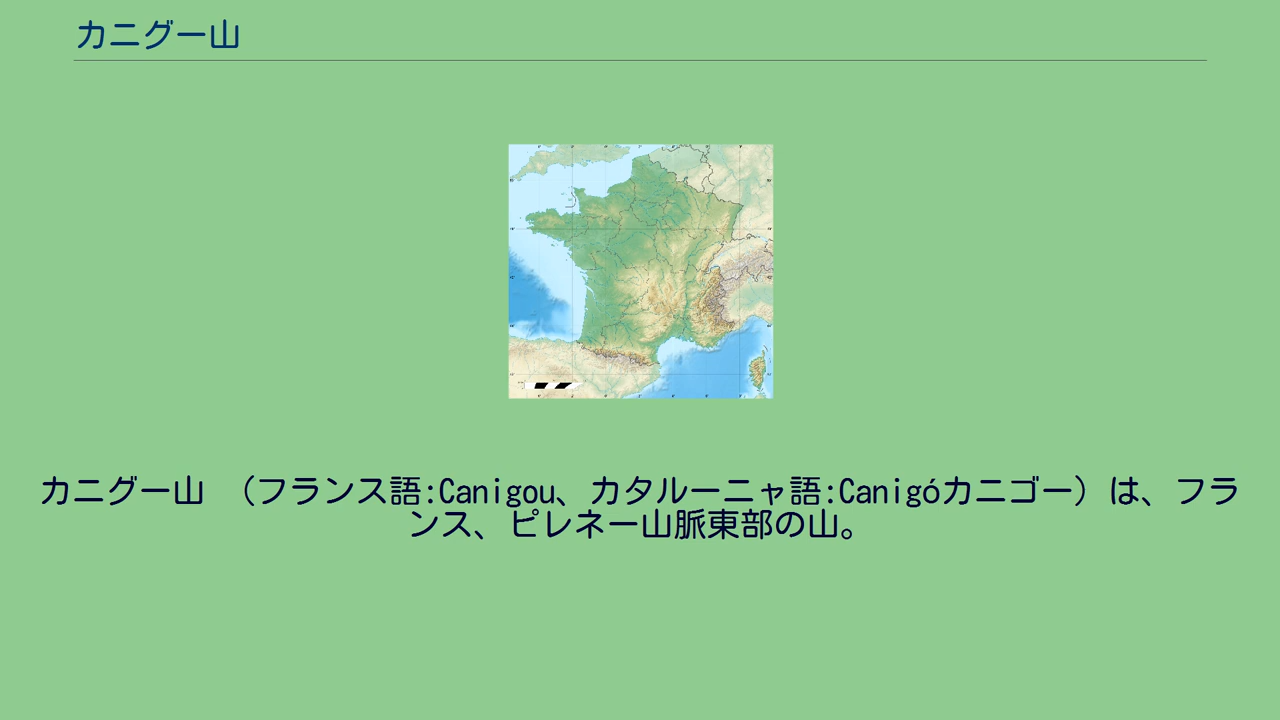 カニグー山
カニグー山 （フランス語:Canigou、カタルーニャ語:Canigóカニゴー）は、フラ
ンス、ピレネー山脈東部の山。